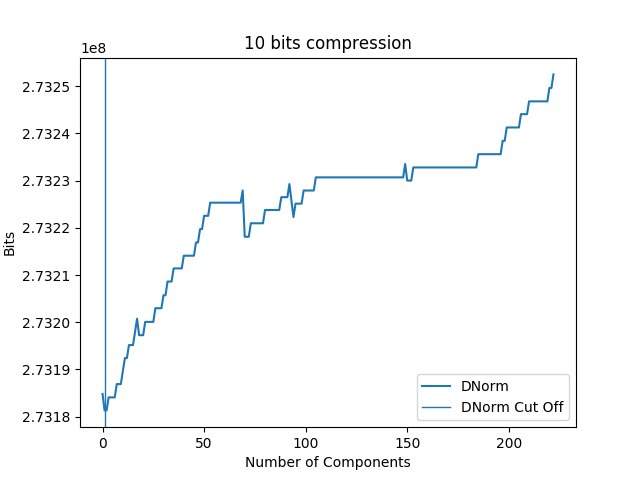 10 bits compression
1e8
Bits
2.7325
2.7324
2.7323
2.7322
2.7321
2.7320
2.7319
2.7318
0 50 100 150 200
Number of Components
DNorm
DNorm Cut Off